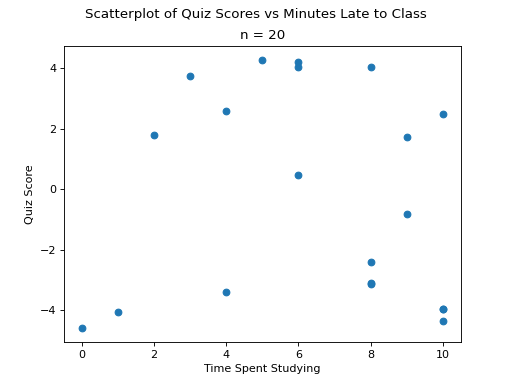 Scatterplot of Quiz Scores vs Minutes Late to Class
n = 20
4
2
0
−2
−4
Quiz Score
0 2 4 6 8 10
Time Spent Studying